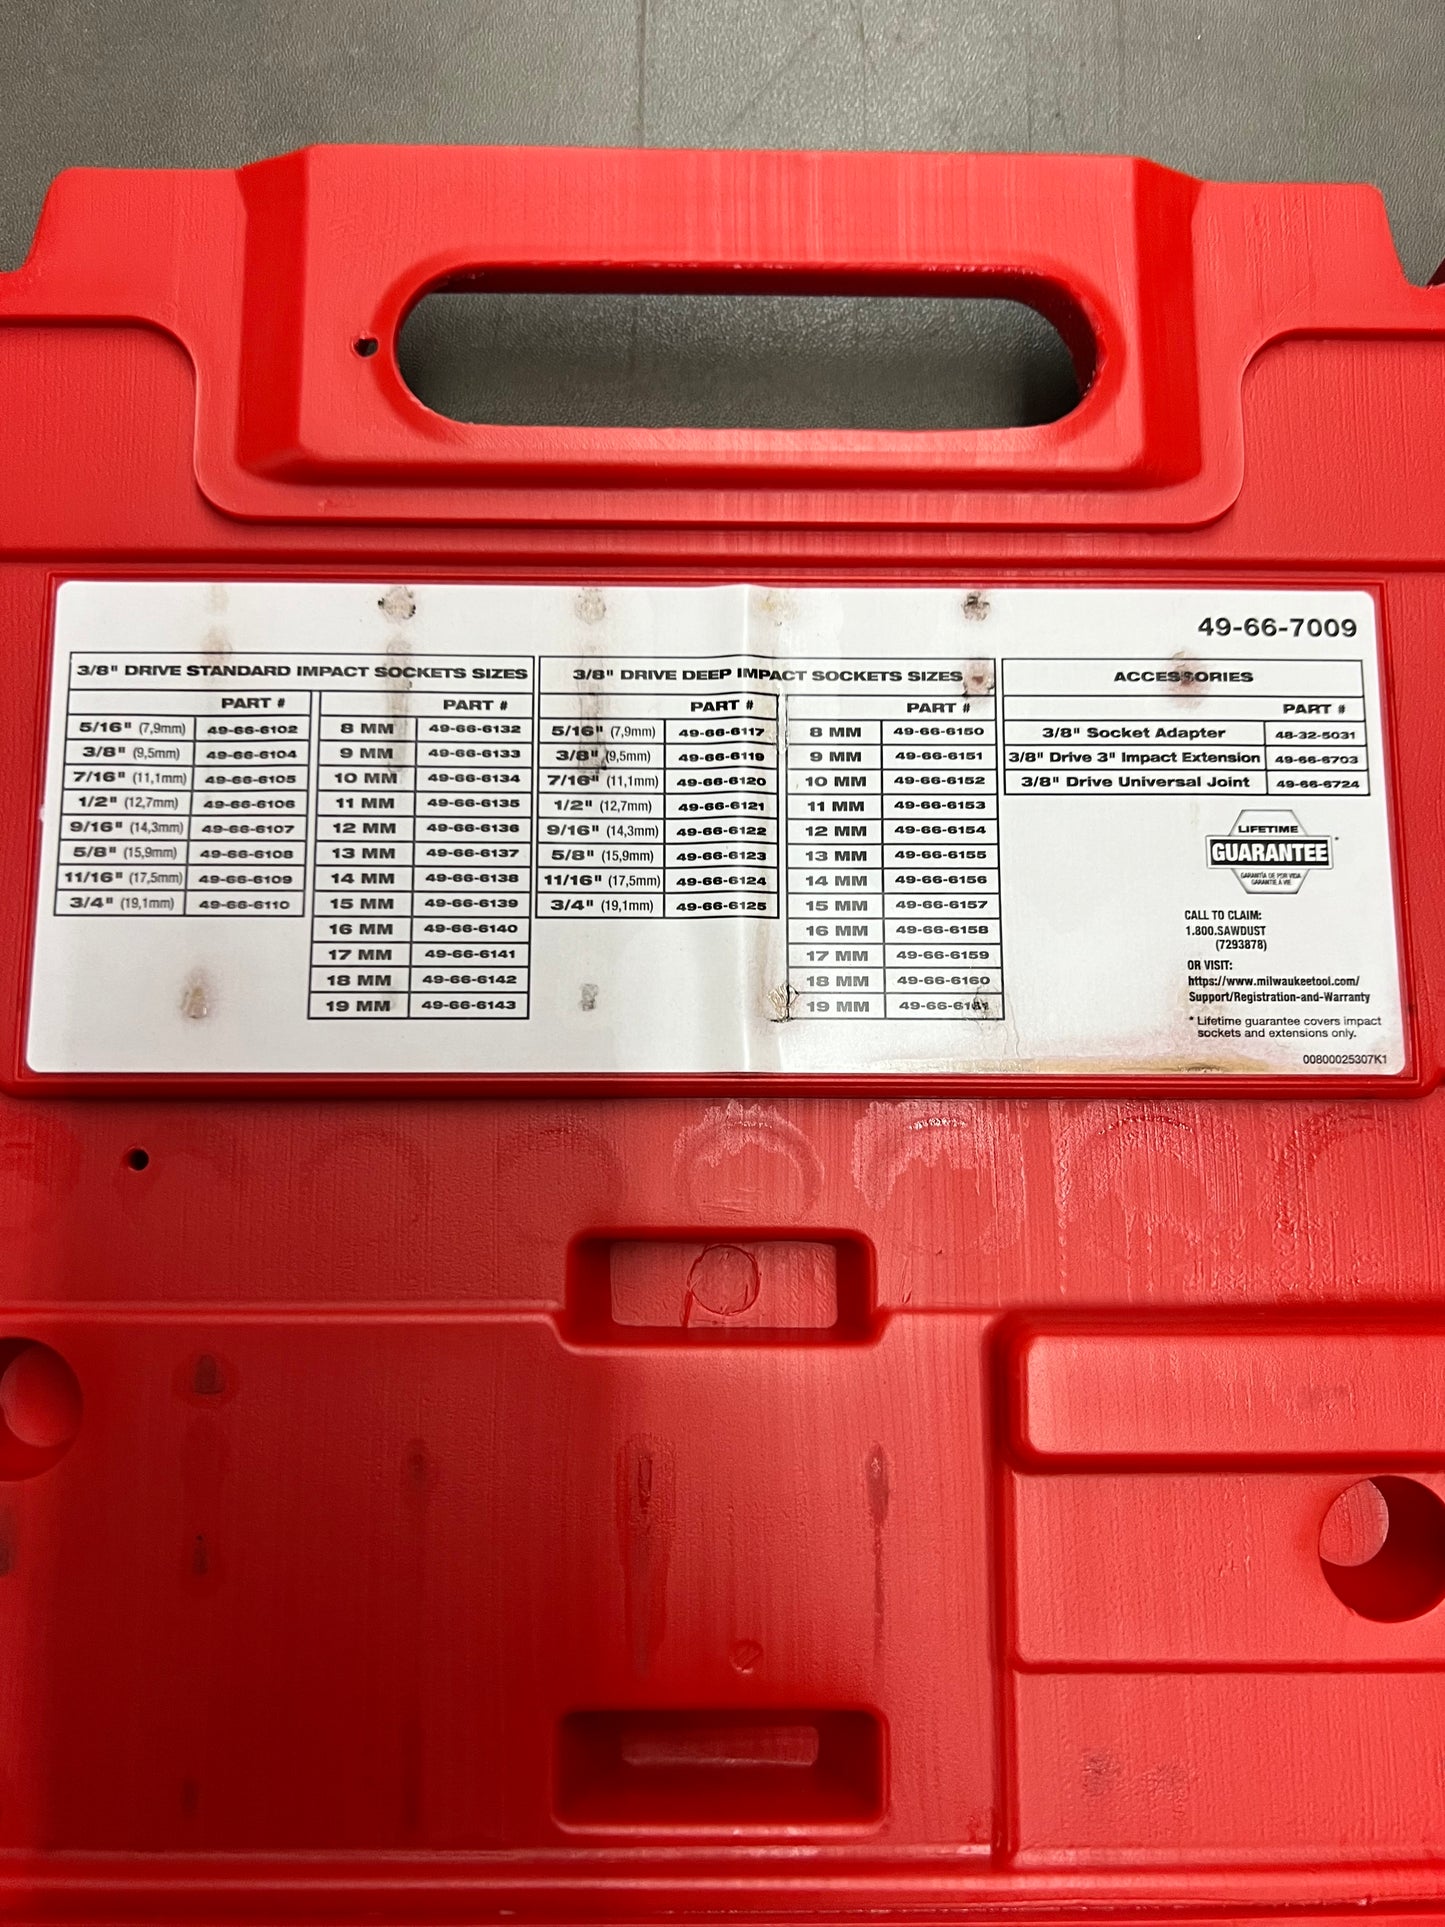 49-66-7009
3/8" DRIVE STANDARD IMPACT SOCKETS SIZES
PART #
5/16" (7,9mm) 49-66-6102
3/8" (9,5mm) 49-66-6104
7/16" (11,1mm) 49-66-6105
1/2" (12,7mm) 49-66-6106
9/16" (14,3mm) 49-66-6107
5/8" (15,9mm) 49-66-6108
11/16" (17,5mm) 49-66-6109
3/4" (19,1mm) 49-66-6110
PART #
8 MM 49-66-6132
9 MM 49-66-6133
10 MM 49-66-6134
11 MM 49-66-6135
12 MM 49-66-6136
13 MM 49-66-6137
14 MM 49-66-6138
15 MM 49-66-6139
16 MM 49-66-6140
17 MM 49-66-6141
18 MM 49-66-6142
19 MM 49-66-6143
3/8" DRIVE DEEP IMPACT SOCKETS SIZES
PART #
5/16" (7,9mm) 49-66-6117
3/8" (9,5mm) 49-66-6119
7/16" (11,1mm) 49-66-6120
1/2" (12,7mm) 49-66-6121
9/16" (14,3mm) 49-66-6122
5/8" (15,9mm) 49-66-6123
11/16" (17,5mm) 49-66-6124
3/4" (19,1mm) 49-66-6125
PART #
8 MM 49-66-6150
9 MM 49-66-6151
10 MM 49-66-6152
11 MM 49-66-6153
12 MM 49-66-6154
13 MM 49-66-6155
14 MM 49-66-6156
15 MM 49-66-6157
16 MM 49-66-6158
17 MM 49-66-6159
18 MM 49-66-6160
19 MM 49-66-6161
ACCESSORIES
PART #
3/8" Socket Adapter 48-32-5031
3/8" Drive 3" Impact Extension 49-66-6703
3/8" Drive Universal Joint 49-66-6724
LIFETIME
GUARANTEE*
GARANTÍA DE POR VIDA
GARANTIE À VIE
CALL TO CLAIM:
1.800.SAWDUST
(7293878)
OR VISIT:
https://www.milwaukeetool.com/
Support/Registration-and-Warranty
* Lifetime guarantee covers impact
sockets and extensions only.
00800025307K1